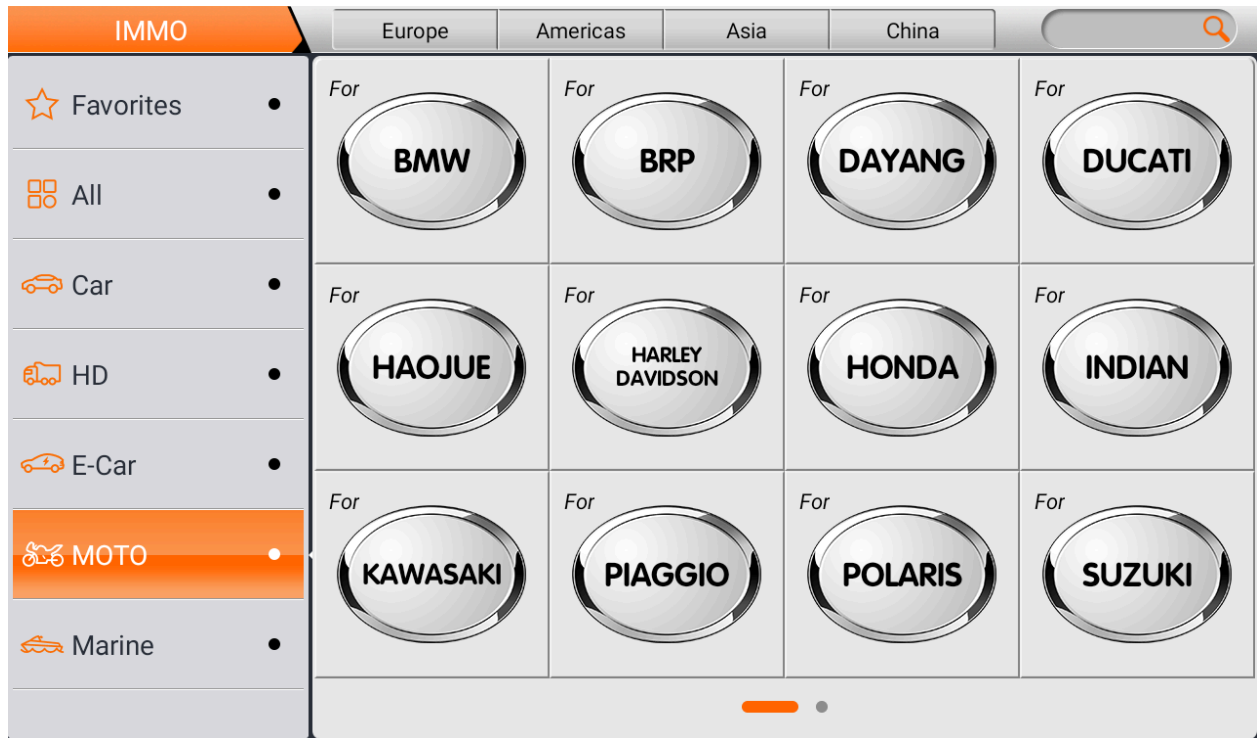 IMMO
Europe
Americas
Asia
China
Favorites
All
Car
HD
E-Car
MOTO
Marine
For
BMW
For
BRP
For
DAYANG
For
DUCATI
For
HAOJUE
For
HARLEY
DAVIDSON
For
HONDA
For
INDIAN
For
KAWASAKI
For
PIAGGIO
For
POLARIS
For
SUZUKI